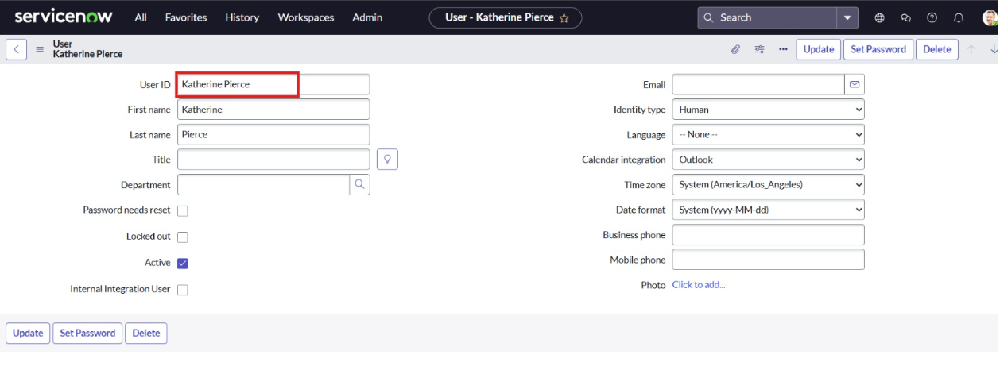 servicenow All Favorites History Workspaces Admin User - Katherine Pierce Search
User
Katherine Pierce
Update Set Password Delete
User ID Katherine Pierce
First name Katherine
Last name Pierce
Title
Department
Password needs reset
Locked out
Active
Internal Integration User
Email
Identity type Human
Language -- None --
Calendar integration Outlook
Time zone System (America/Los_Angeles)
Date format System (yyyy-MM-dd)
Business phone
Mobile phone
Photo Click to add...
Update Set Password Delete